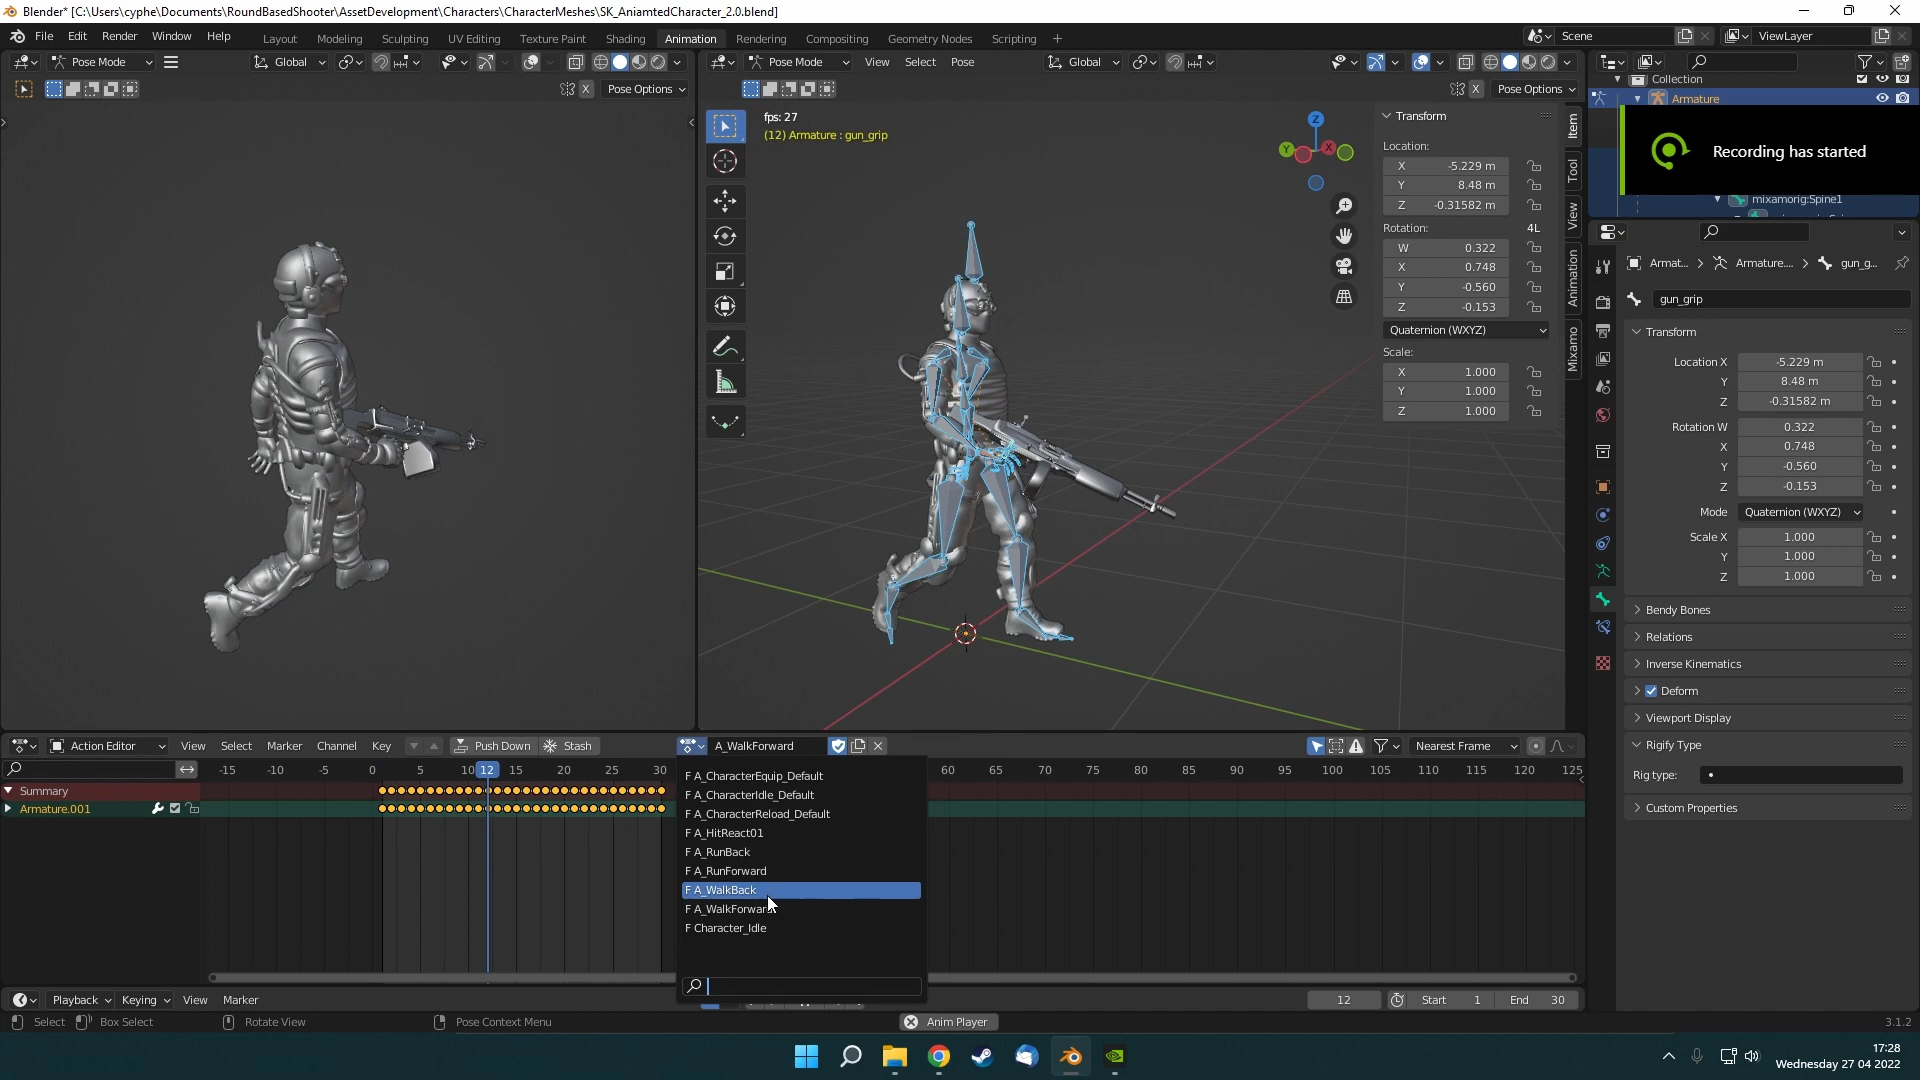 Blender* [C:\Users\cyphe\Documents\RoundBasedShooter\AssetDevelopment\Characters\CharacterMeshes\SK_AniamtedCharacter_2.0.blend]
File Edit Render Window Help Layout Modeling Sculpting UV Editing Texture Paint Shading Animation Rendering Compositing Geometry Nodes Scripting + Scene ViewLayer
Pose Mode Global Pose Mode View Select Pose Global
X Pose Options X Pose Options
Collection
Armature
Recording has started
mixamorig:Spine1
fps: 27
(12) Armature : gun_grip
Z
Y X
Transform
Location:
X -5.229 m
Y 8.48 m
Z -0.31582 m
Rotation: 4L
W 0.322
X 0.748
Y -0.560
Z -0.153
Quaternion (WXYZ)
Scale:
X 1.000
Y 1.000
Z 1.000
Item
Tool
View
Animation
Mixamo
Armat... Armature.... gun_g...
gun_grip
Transform
Location X -5.229 m
Y 8.48 m
Z -0.31582 m
Rotation W 0.322
X 0.748
Y -0.560
Z -0.153
Mode Quaternion (WXYZ)
Scale X 1.000
Y 1.000
Z 1.000
Bendy Bones
Relations
Inverse Kinematics
Deform
Viewport Display
Rigify Type
Rig type:
Custom Properties
Action Editor View Select Marker Channel Key Push Down Stash A_WalkForward Nearest Frame
-15 -10 -5 0 5 10 12 15 20 25 30 60 65 70 75 80 85 90 95 100 105 110 115 120 125
Summary
Armature.001
F A_CharacterEquip_Default
F A_CharacterIdle_Default
F A_CharacterReload_Default
F A_HitReact01
F A_RunBack
F A_RunForward
F A_WalkBack
F A_WalkForward
F Character_Idle
Playback Keying View Marker 12 Start 1 End 30
Select Box Select Rotate View Pose Context Menu Anim Player 3.1.2
17:28
Wednesday 27 04 2022